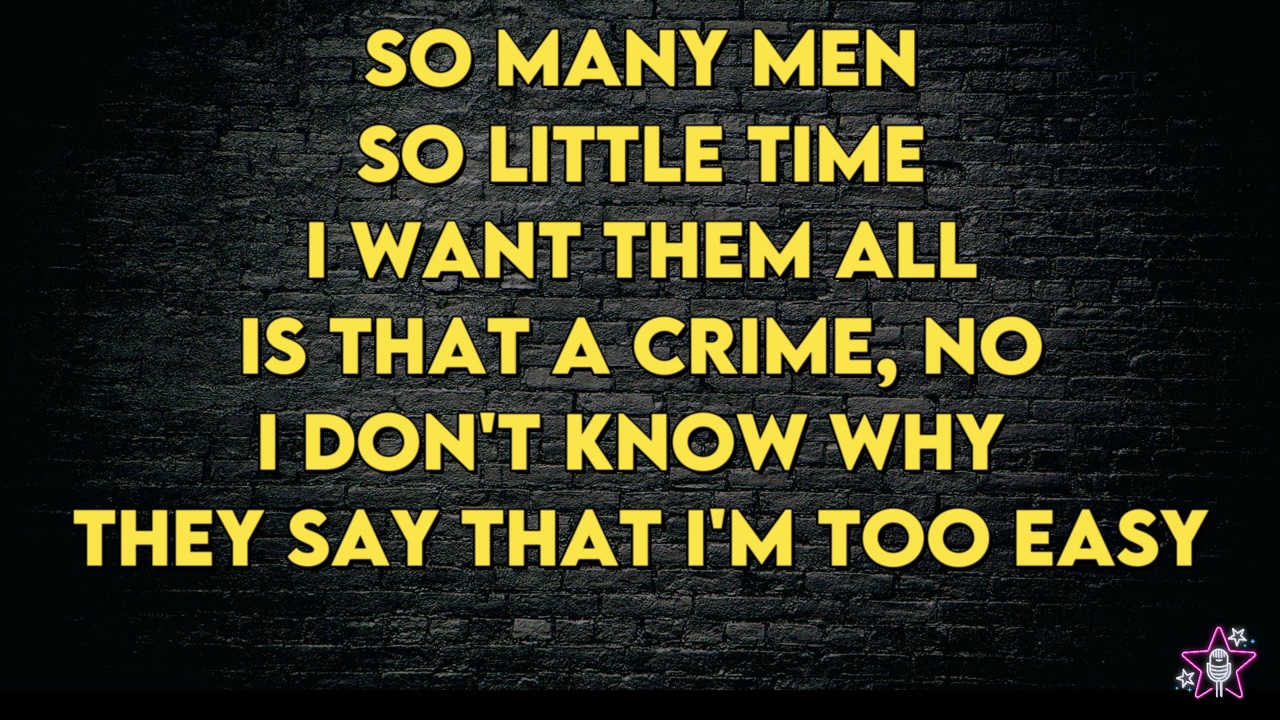 SO MANY MEN
SO LITTLE TIME
I WANT THEM ALL
IS THAT A CRIME, NO
I DON'T KNOW WHY
THEY SAY THAT I'M TOO EASY